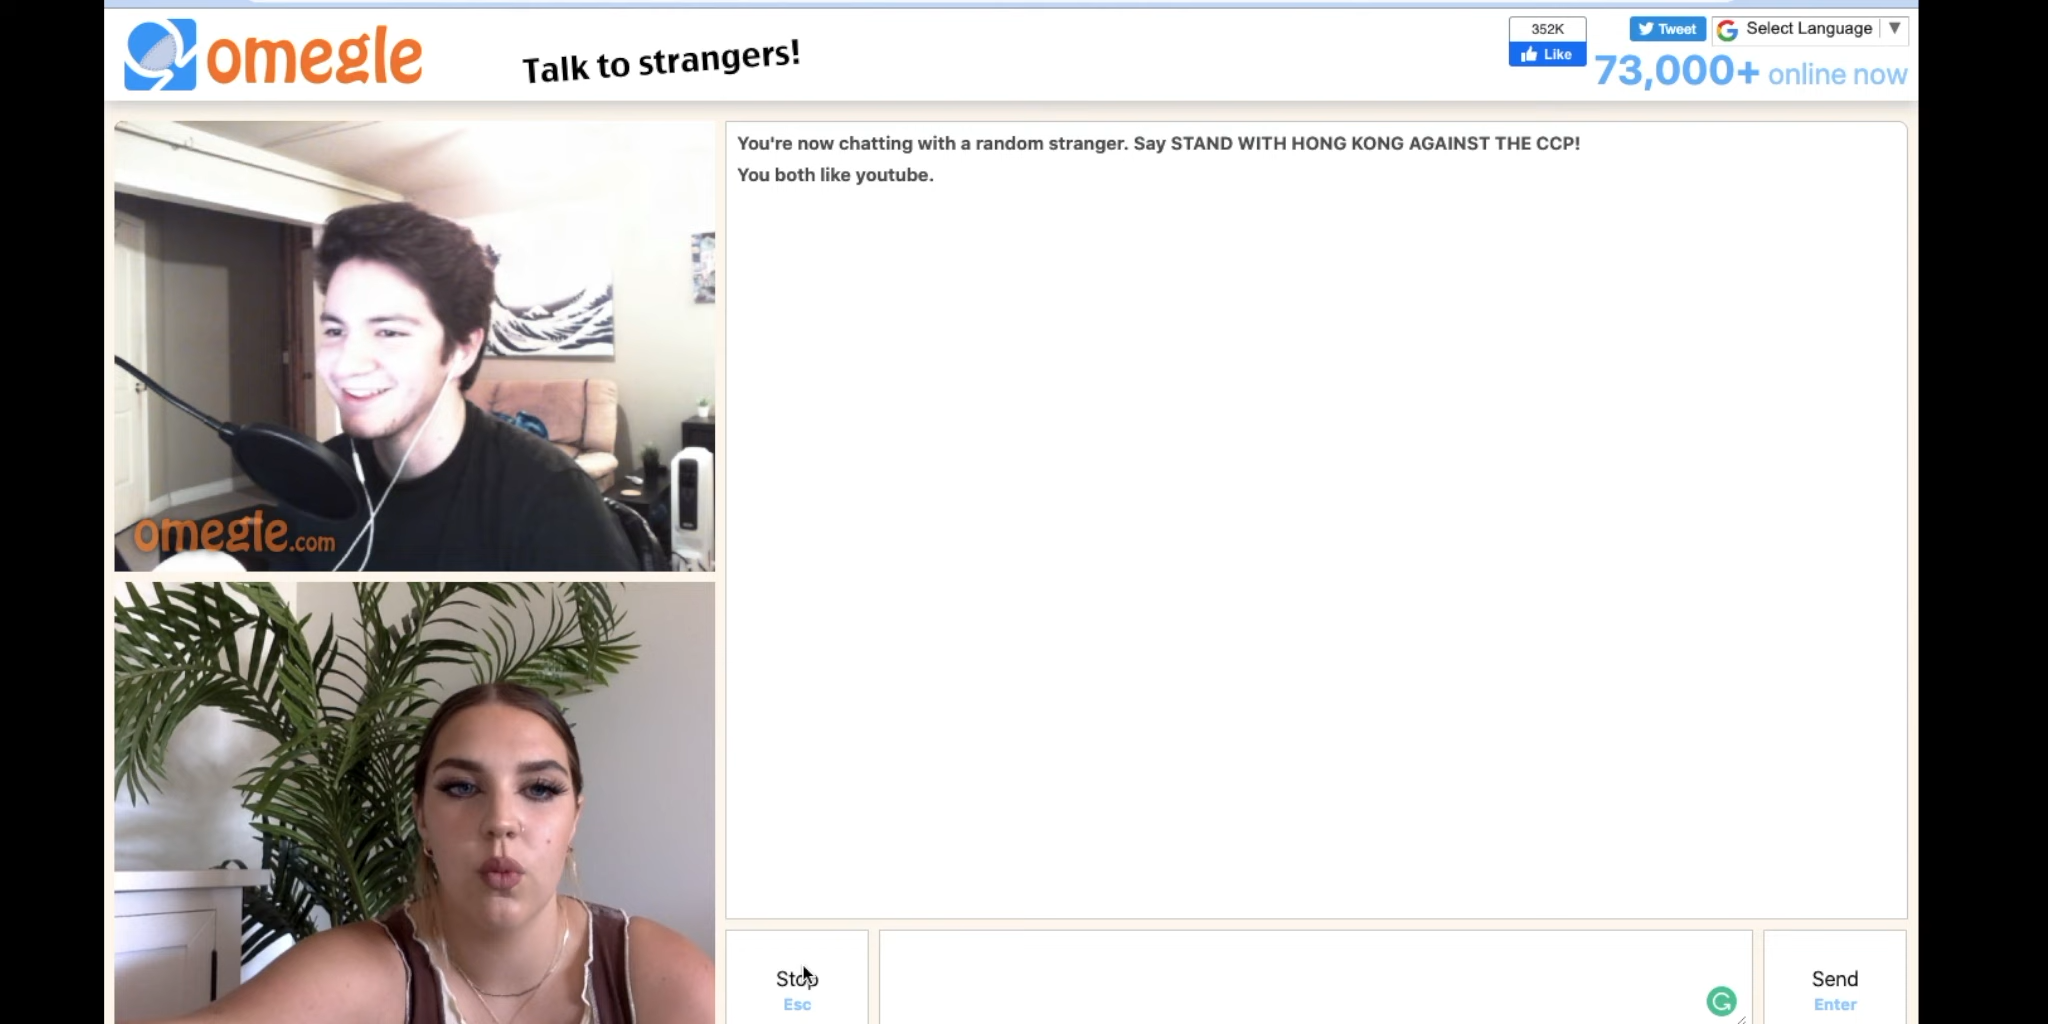 omegle
Talk to strangers!
352K
Like
Tweet
Select Language
73,000+ online now
You're now chatting with a random stranger. Say STAND WITH HONG KONG AGAINST THE CCP!
You both like youtube.
omegle.com
Stop
Esc
Send
Enter